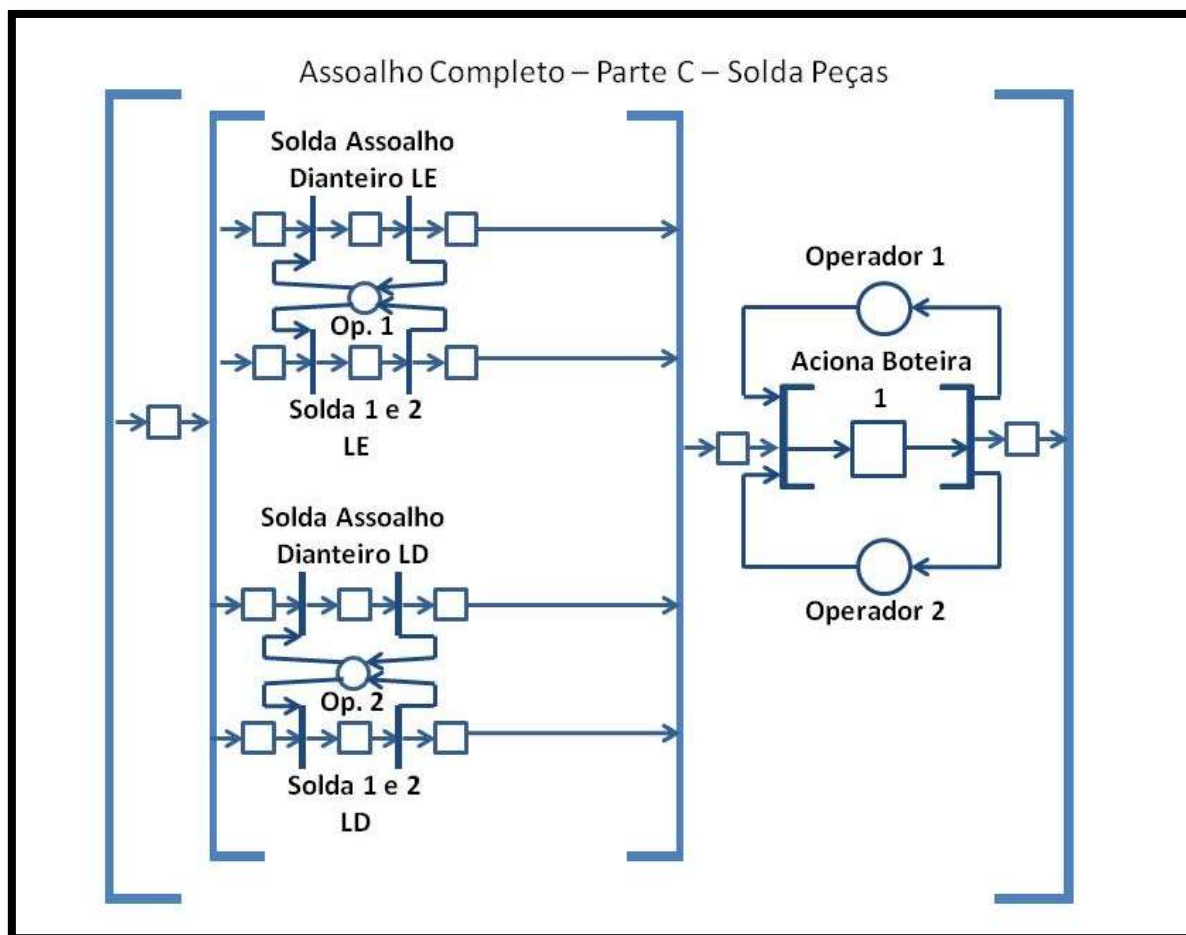 Assoalho Completo – Parte C – Solda Peças
Solda Assoalho
Dianteiro LE
Op. 1
Solda 1 e 2
LE
Solda Assoalho
Dianteiro LD
Op. 2
Solda 1 e 2
LD
Operador 1
Aciona Boteira
1
Operador 2